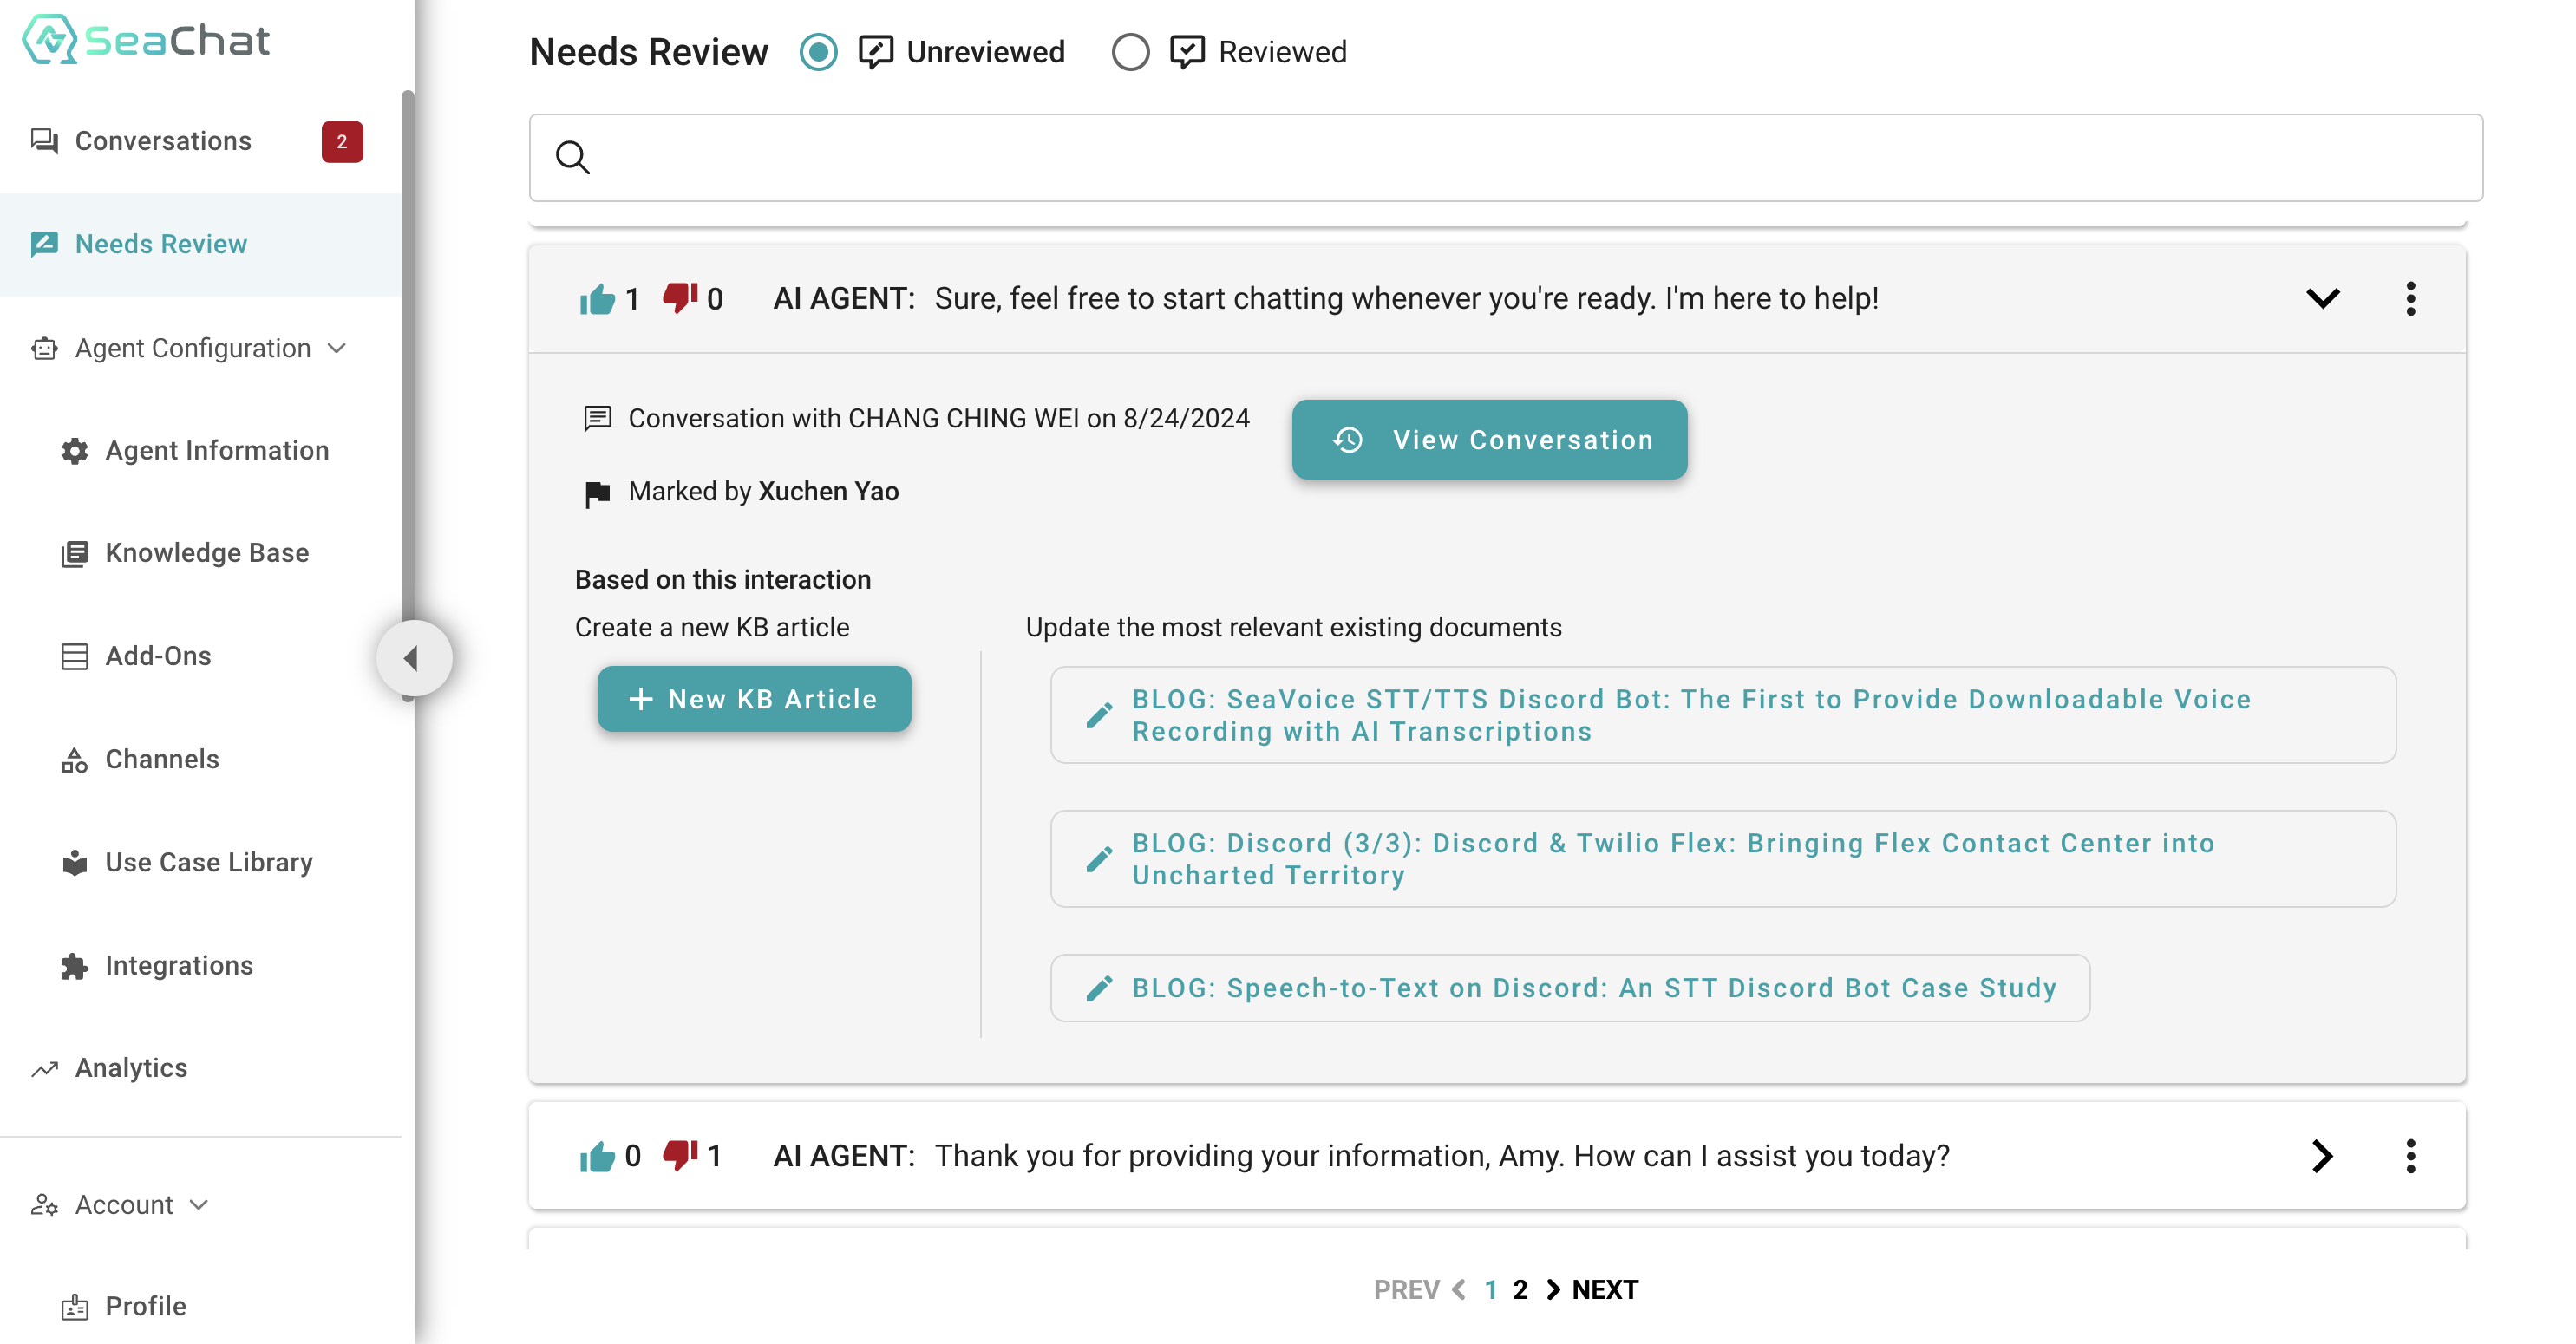 SeaChat
Conversations 2
Needs Review
Agent Configuration
Agent Information
Knowledge Base
Add-Ons
Channels
Use Case Library
Integrations
Analytics
Account
Profile
Needs Review Unreviewed Reviewed
1 0 AI AGENT: Sure, feel free to start chatting whenever you're ready. I'm here to help!
Conversation with CHANG CHING WEI on 8/24/2024
View Conversation
Marked by Xuchen Yao
Based on this interaction
Create a new KB article
+ New KB Article
Update the most relevant existing documents
BLOG: SeaVoice STT/TTS Discord Bot: The First to Provide Downloadable Voice
Recording with AI Transcriptions
BLOG: Discord (3/3): Discord & Twilio Flex: Bringing Flex Contact Center into
Uncharted Territory
BLOG: Speech-to-Text on Discord: An STT Discord Bot Case Study
0 1 AI AGENT: Thank you for providing your information, Amy. How can I assist you today?
PREV 1 2 NEXT